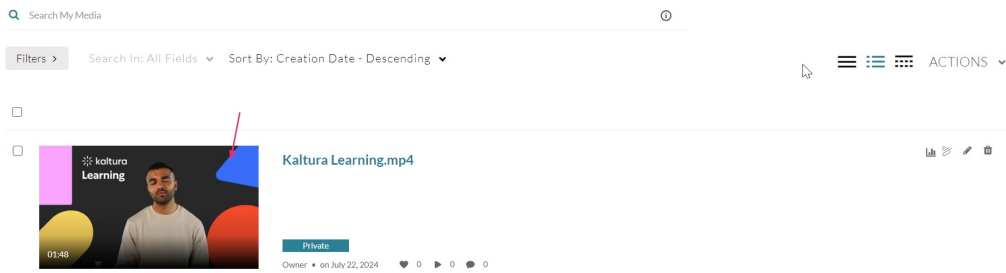 Search My Media
Filters >
Search In: All Fields
Sort By: Creation Date - Descending
ACTIONS
kaltura
Learning
01:48
Kaltura Learning.mp4
Private
Owner • on July 22, 2024 0 0 0